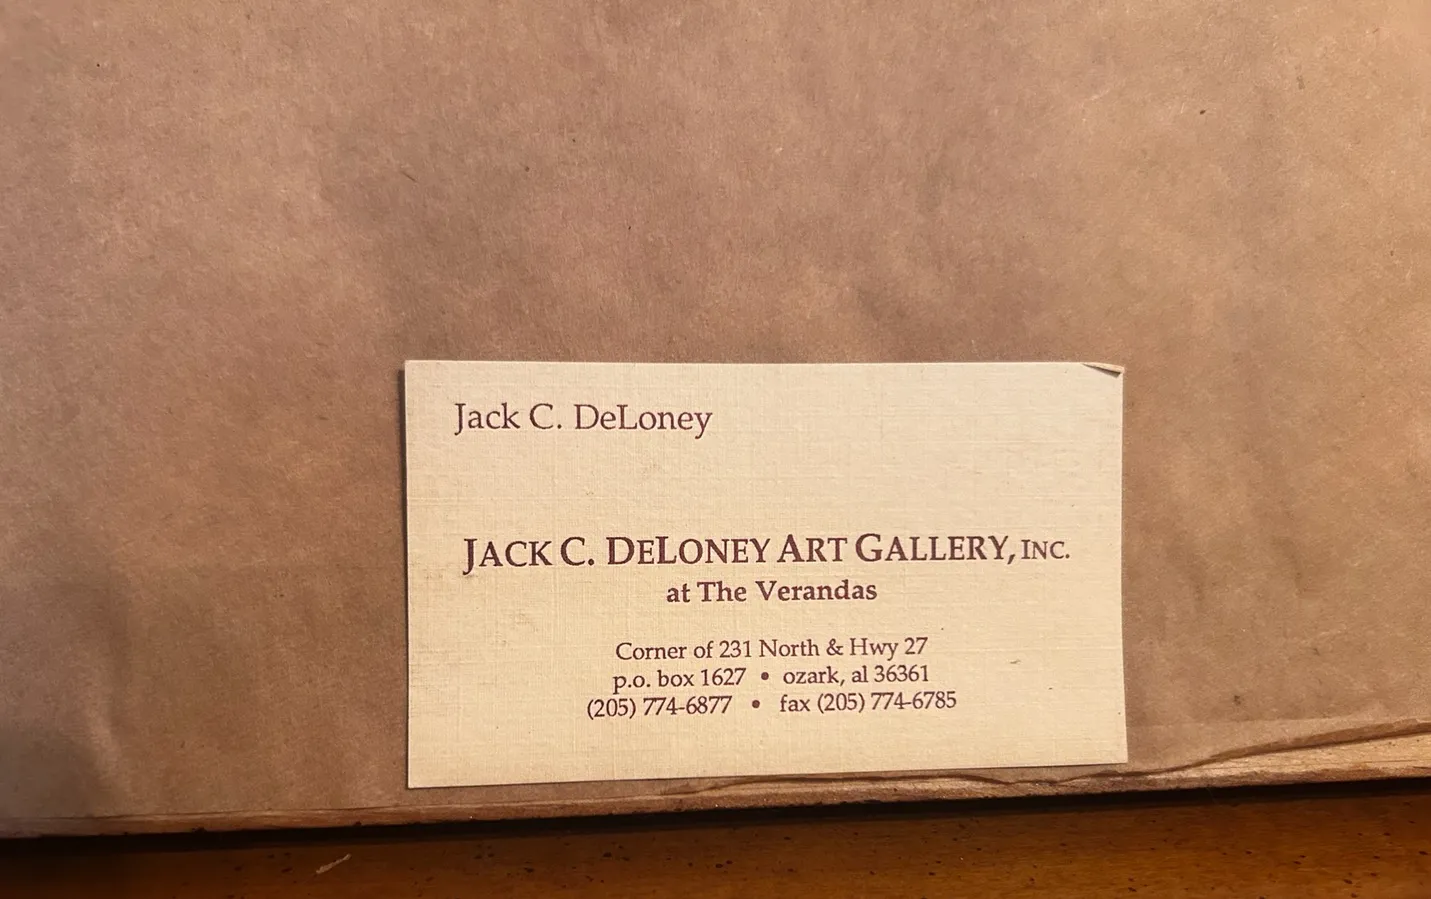 Jack C. DeLoney
JACK C. DELONEY ART GALLERY, INC.
at The Verandas
Corner of 231 North & Hwy 27
p.o. box 1627 • ozark, al 36361
(205) 774-6877 • fax (205) 774-6785